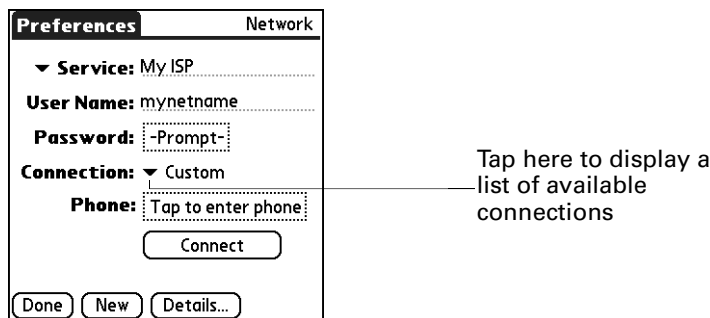 Preferences Network
Service: My ISP
User Name: mynetname
Password: -Prompt-
Connection: Custom
Phone: Tap to enter phone
Connect
Done New Details...
Tap here to display a
list of available
connections